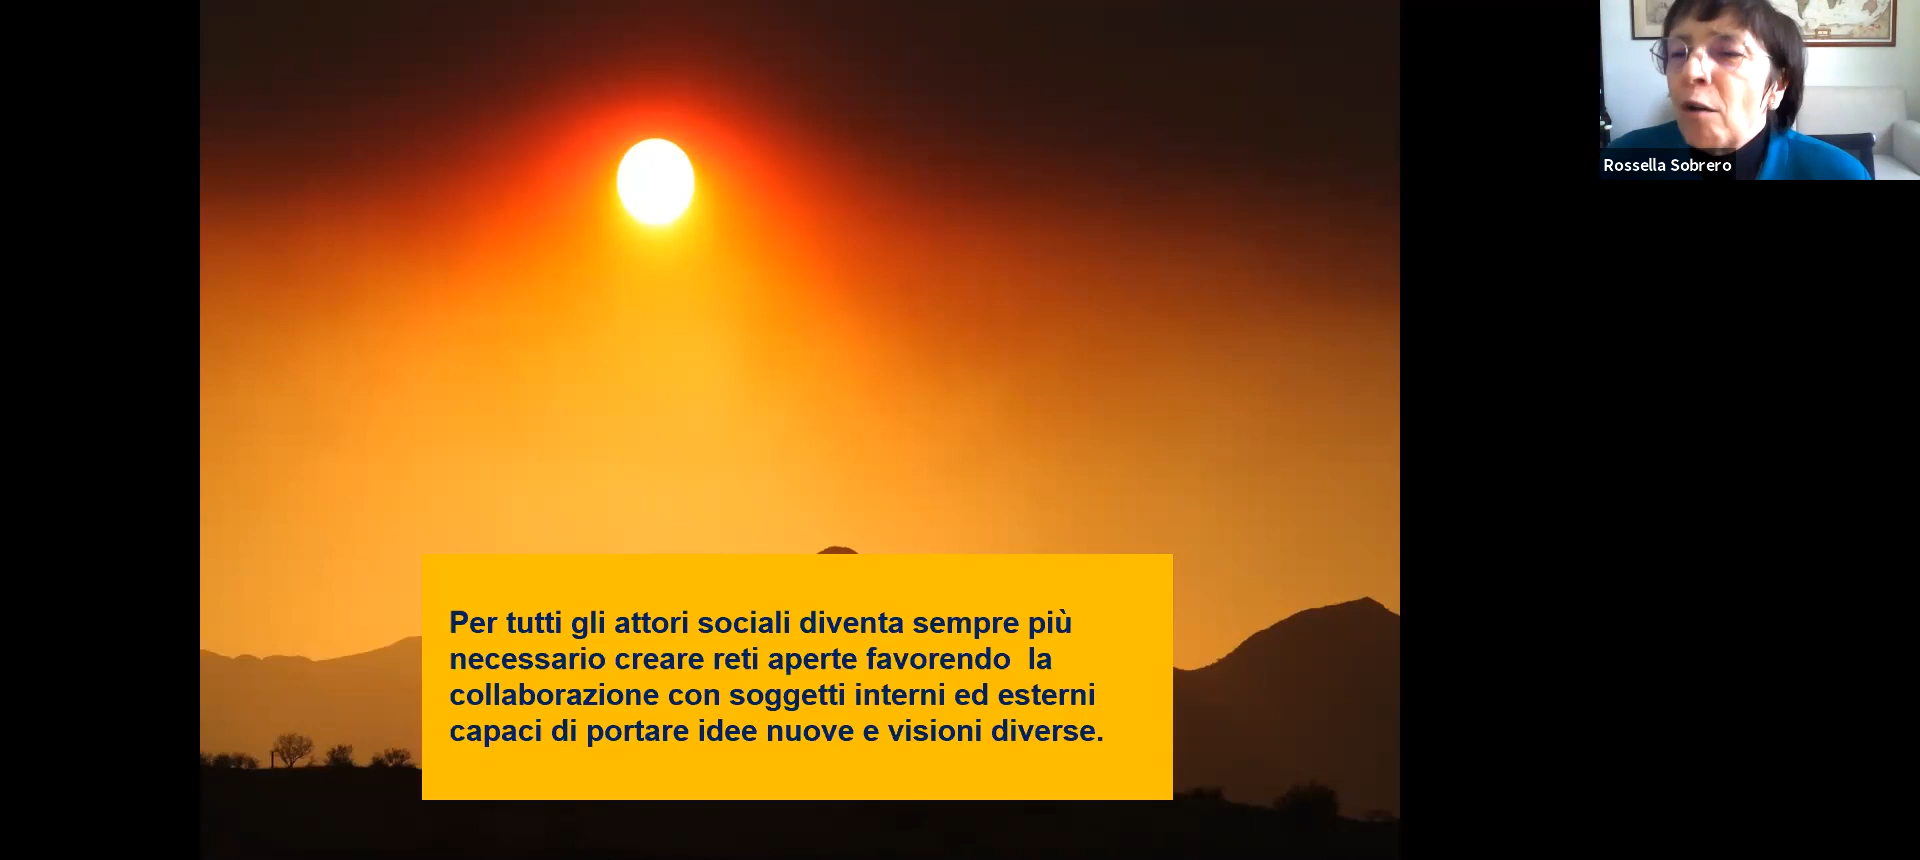 Rossella Sobrero
Per tutti gli attori sociali diventa sempre più
necessario creare reti aperte favorendo  la
collaborazione con soggetti interni ed esterni
capaci di portare idee nuove e visioni diverse.